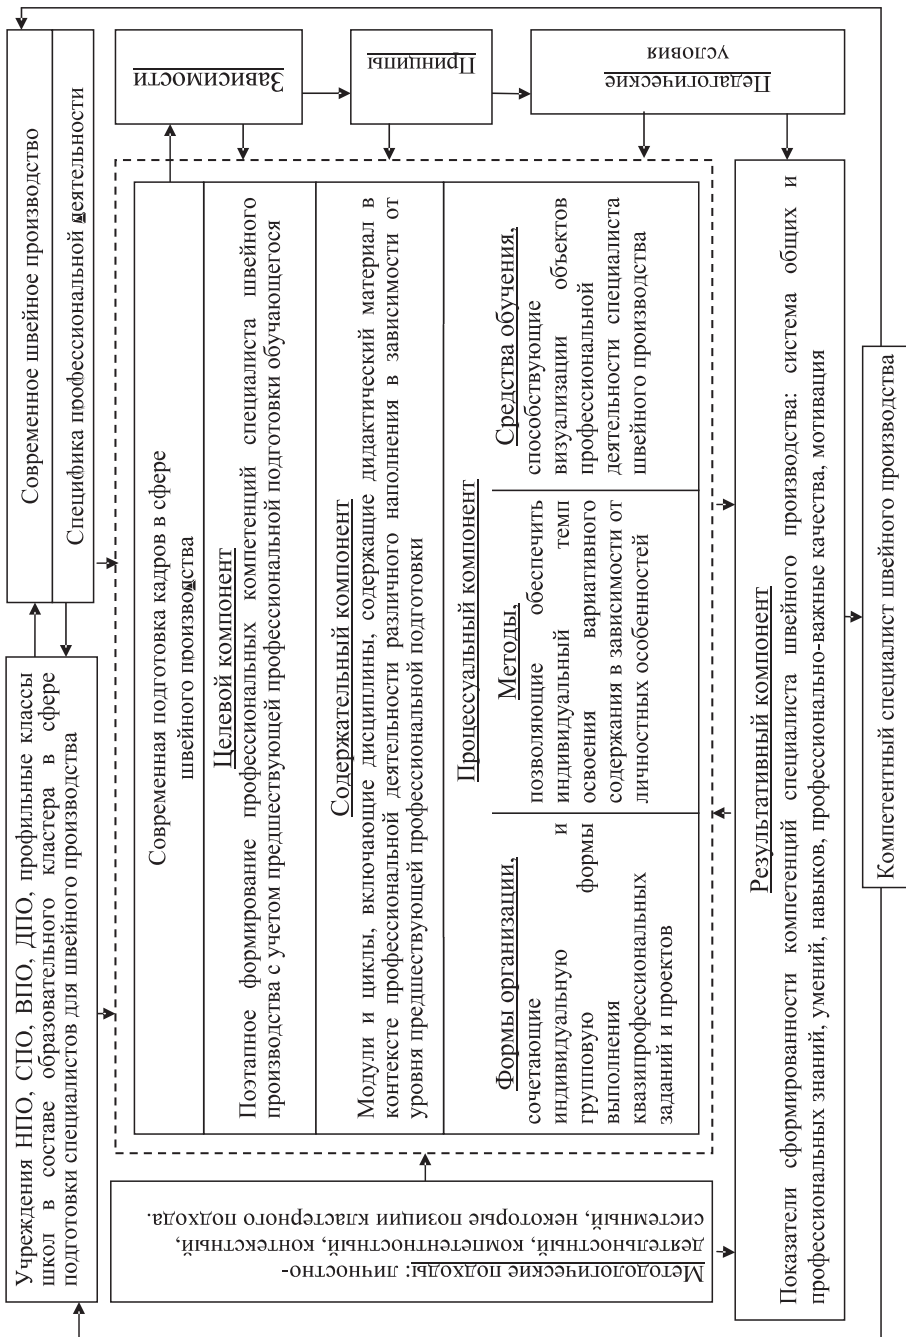 Учреждения НПО, СПО, ВПО, ДПО, профильные классы
школ в составе образовательного кластера в сфере
подготовки специалистов для швейного производства
Современное швейное производство
Специфика профессиональной деятельности
Методологические подходы: личностно-
деятельностный, компетентностный, контекстный,
системный, некоторые позиции кластерного подхода.
Современная подготовка кадров в сфере
швейного производства
Целевой компонент
Поэтапное формирование профессиональных компетенций специалиста швейного
производства с учетом предшествующей профессиональной подготовки обучающегося
Содержательный компонент
Модули и циклы, включающие дисциплины, содержащие дидактический материал в
контексте профессиональной деятельности различного наполнения в зависимости от
уровня предшествующей профессиональной подготовки
Процессуальный компонент
Формы организации,
сочетающие
индивидуальную и
групповую формы
выполнения
квазипрофессиональных
заданий и проектов
Методы,
позволяющие обеспечить
индивидуальный темп
освоения вариативного
содержания в зависимости от
личностных особенностей
Средства обучения,
способствующие
визуализации объектов
профессиональной
деятельности специалиста
швейного производства
Зависимости
Принципы
Педагогические
условия
Результативный компонент
Показатели сформированности компетенций специалиста швейного производства: система общих и
профессиональных знаний, умений, навыков, профессионально-важные качества, мотивация
Компетентный специалист швейного производства